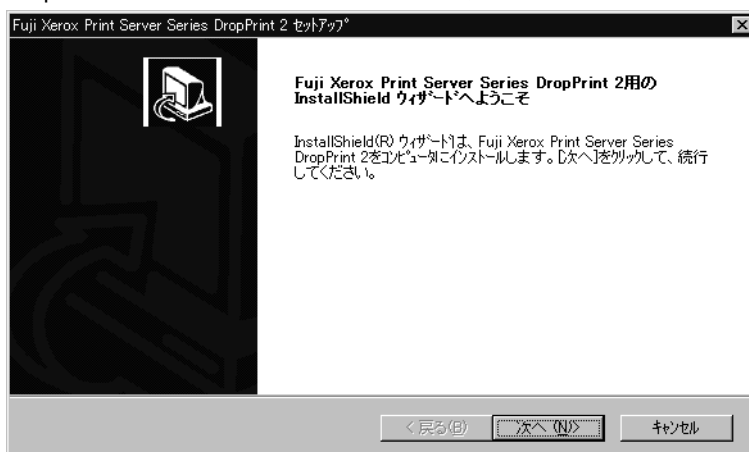 Fuji Xerox Print Server Series DropPrint 2 ｾｯﾄｱｯﾌﾟ
Fuji Xerox Print Server Series DropPrint 2用の
InstallShield ｳｨｻﾞｰﾄﾞへようこそ
InstallShield(R) ｳｨｻﾞｰﾄﾞは、Fuji Xerox Print Server Series
DropPrint 2をｺﾝﾋﾟｭｰﾀにｲﾝｽﾄｰﾙします。[次へ]をｸﾘｯｸして、続行
してください。
< 戻る(B)
次へ (N)>
ｷｬﾝｾﾙ